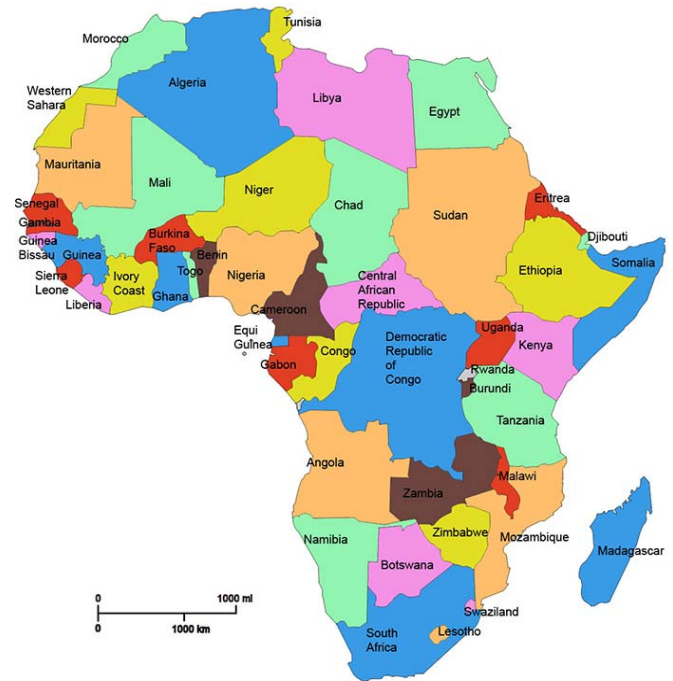 Tunisia
Morocco
Algeria
Western
Sahara
Libya
Egypt
Mauritania
Mali
Niger
Chad
Sudan
Eritrea
Senegal
Gambia
Guinea
Bissau
Guinea
Burkina
Faso
Benin
Togo
Nigeria
Djibouti
Somalia
Ethiopia
Sierra
Leone
Ivory
Coast
Ghana
Liberia
Central
African
Republic
Cameroon
Equi
Guinea
Congo
Gabon
Democratic
Republic
of
Congo
Uganda
Kenya
Rwanda
Burundi
Tanzania
Angola
Malawi
Zambia
Mozambique
Zimbabwe
Namibia
Botswana
Madagascar
Swaziland
South
Africa
Lesotho
0 1000 mi
0 1000 km